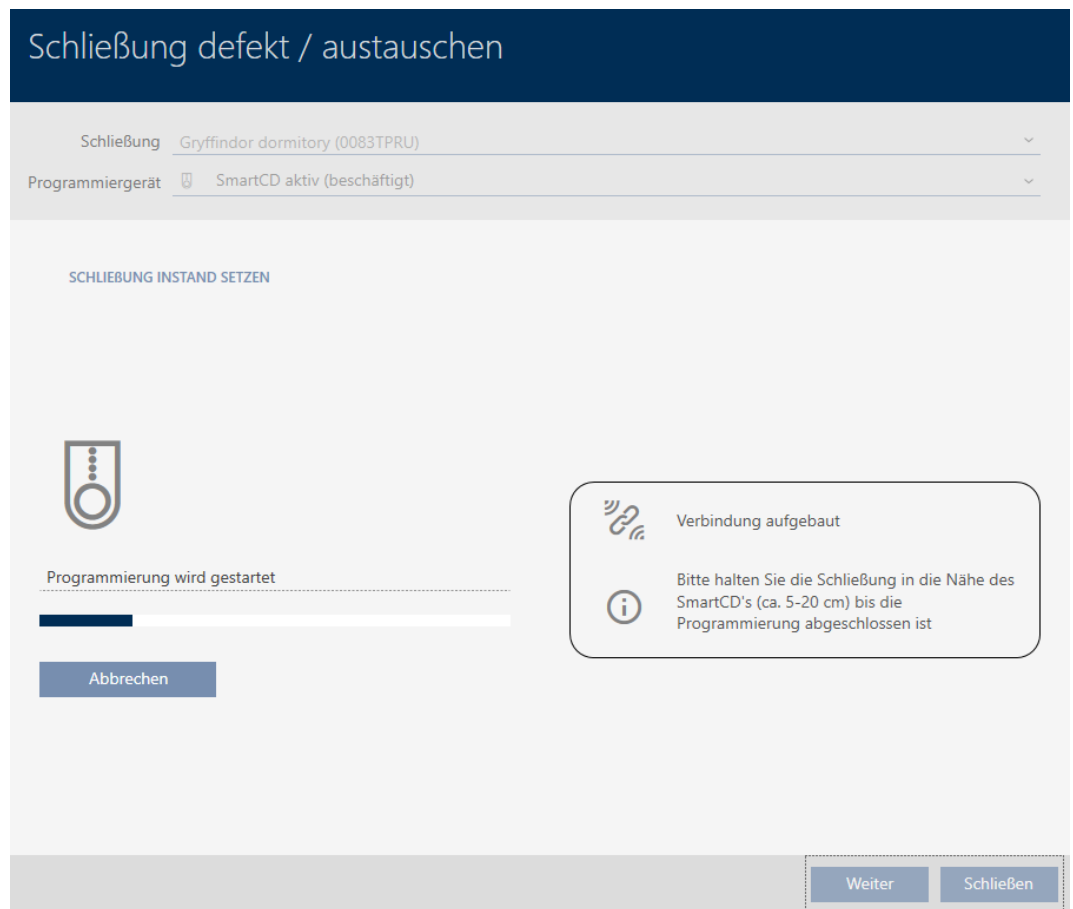 Schließung defekt / austauschen
Schließung Gryffindor dormitory (0083TPRU)
Programmiergerät SmartCD aktiv (beschäftigt)
SCHLIEßUNG INSTAND SETZEN
Programmierung wird gestartet
Abbrechen
Verbindung aufgebaut
Bitte halten Sie die Schließung in die Nähe des
SmartCD's (ca. 5-20 cm) bis die
Programmierung abgeschlossen ist
Weiter Schließen